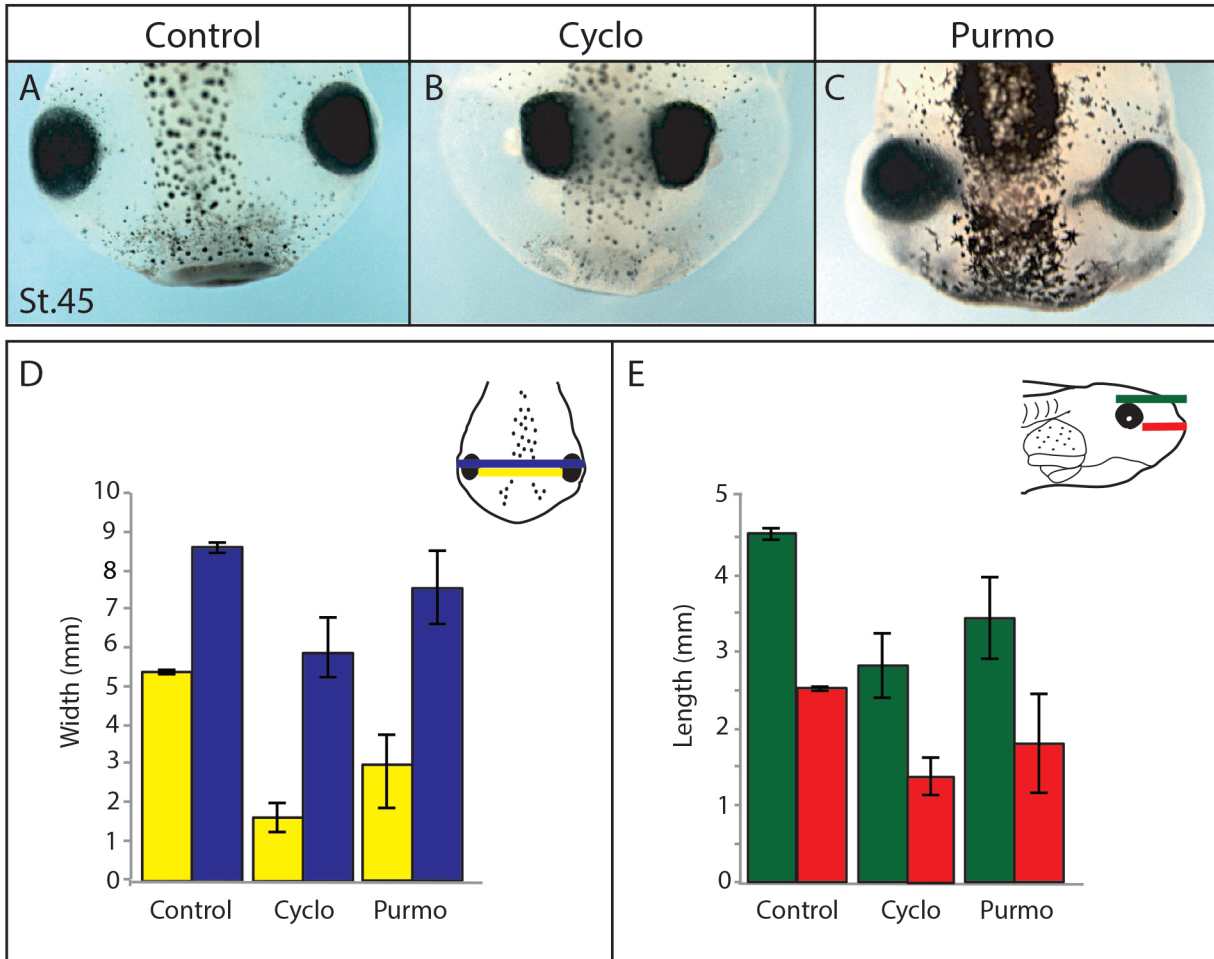 Control
Cyclo
Purmo
A
B
C
St.45
D
10
9
8
7
6
5
4
3
2
1
0
Width (mm)
Control
Cyclo
Purmo
E
5
4
3
2
1
0
Length (mm)
Control
Cyclo
Purmo